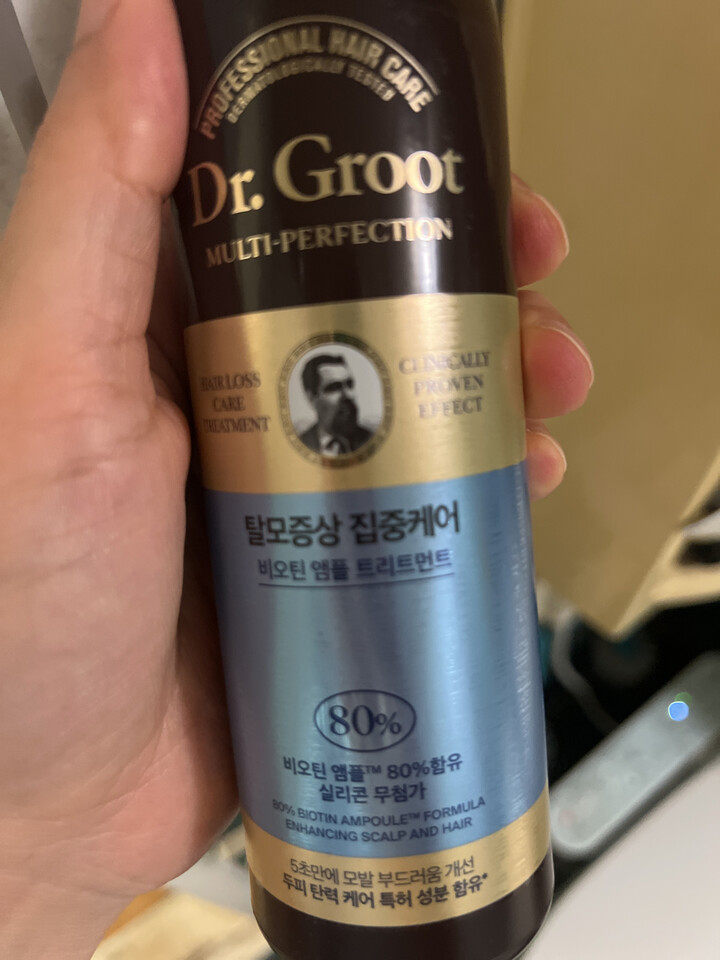 PROFESSIONAL HAIR CARE
DERMATOLOGICALLY TESTED
Dr. Groot
MULTI-PERFECTION
HAIR LOSS
CARE
TREATMENT
CLINICALLY
PROVEN
EFFECT
탈모증상 집중케어
비오틴 앰플 트리트먼트
80%
비오틴 앰플™ 80%함유
실리콘 무첨가
80% BIOTIN AMPOULE™ FORMULA
ENHANCING SCALP AND HAIR
5초만에 모발 부드러움 개선
두피 탄력 케어 특허 성분 함유*